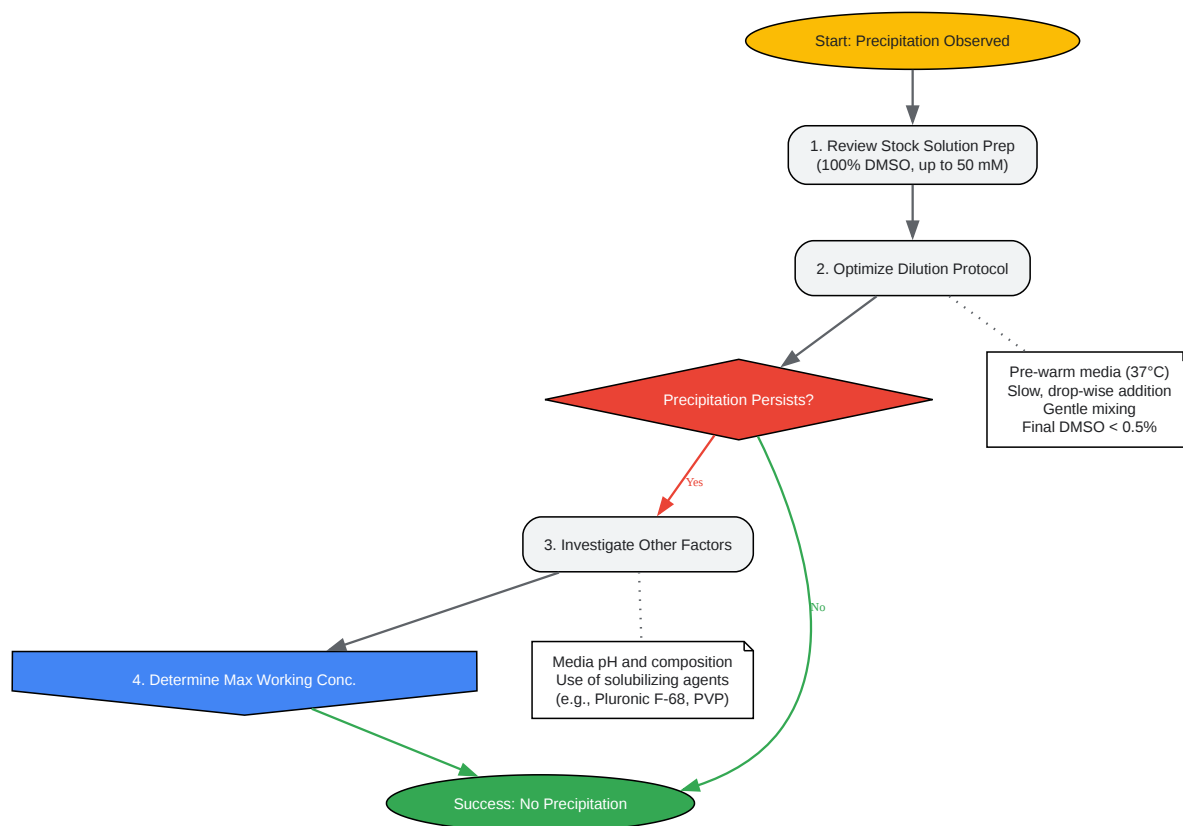 Start: Precipitation Observed
1. Review Stock Solution Prep
(100% DMSO, up to 50 mM)
2. Optimize Dilution Protocol
Pre-warm media (37°C)
Slow, drop-wise addition
Gentle mixing
Final DMSO < 0.5%
Precipitation Persists?
Yes
3. Investigate Other Factors
No
Media pH and composition
Use of solubilizing agents
(e.g., Pluronic F-68, PVP)
4. Determine Max Working Conc.
Success: No Precipitation